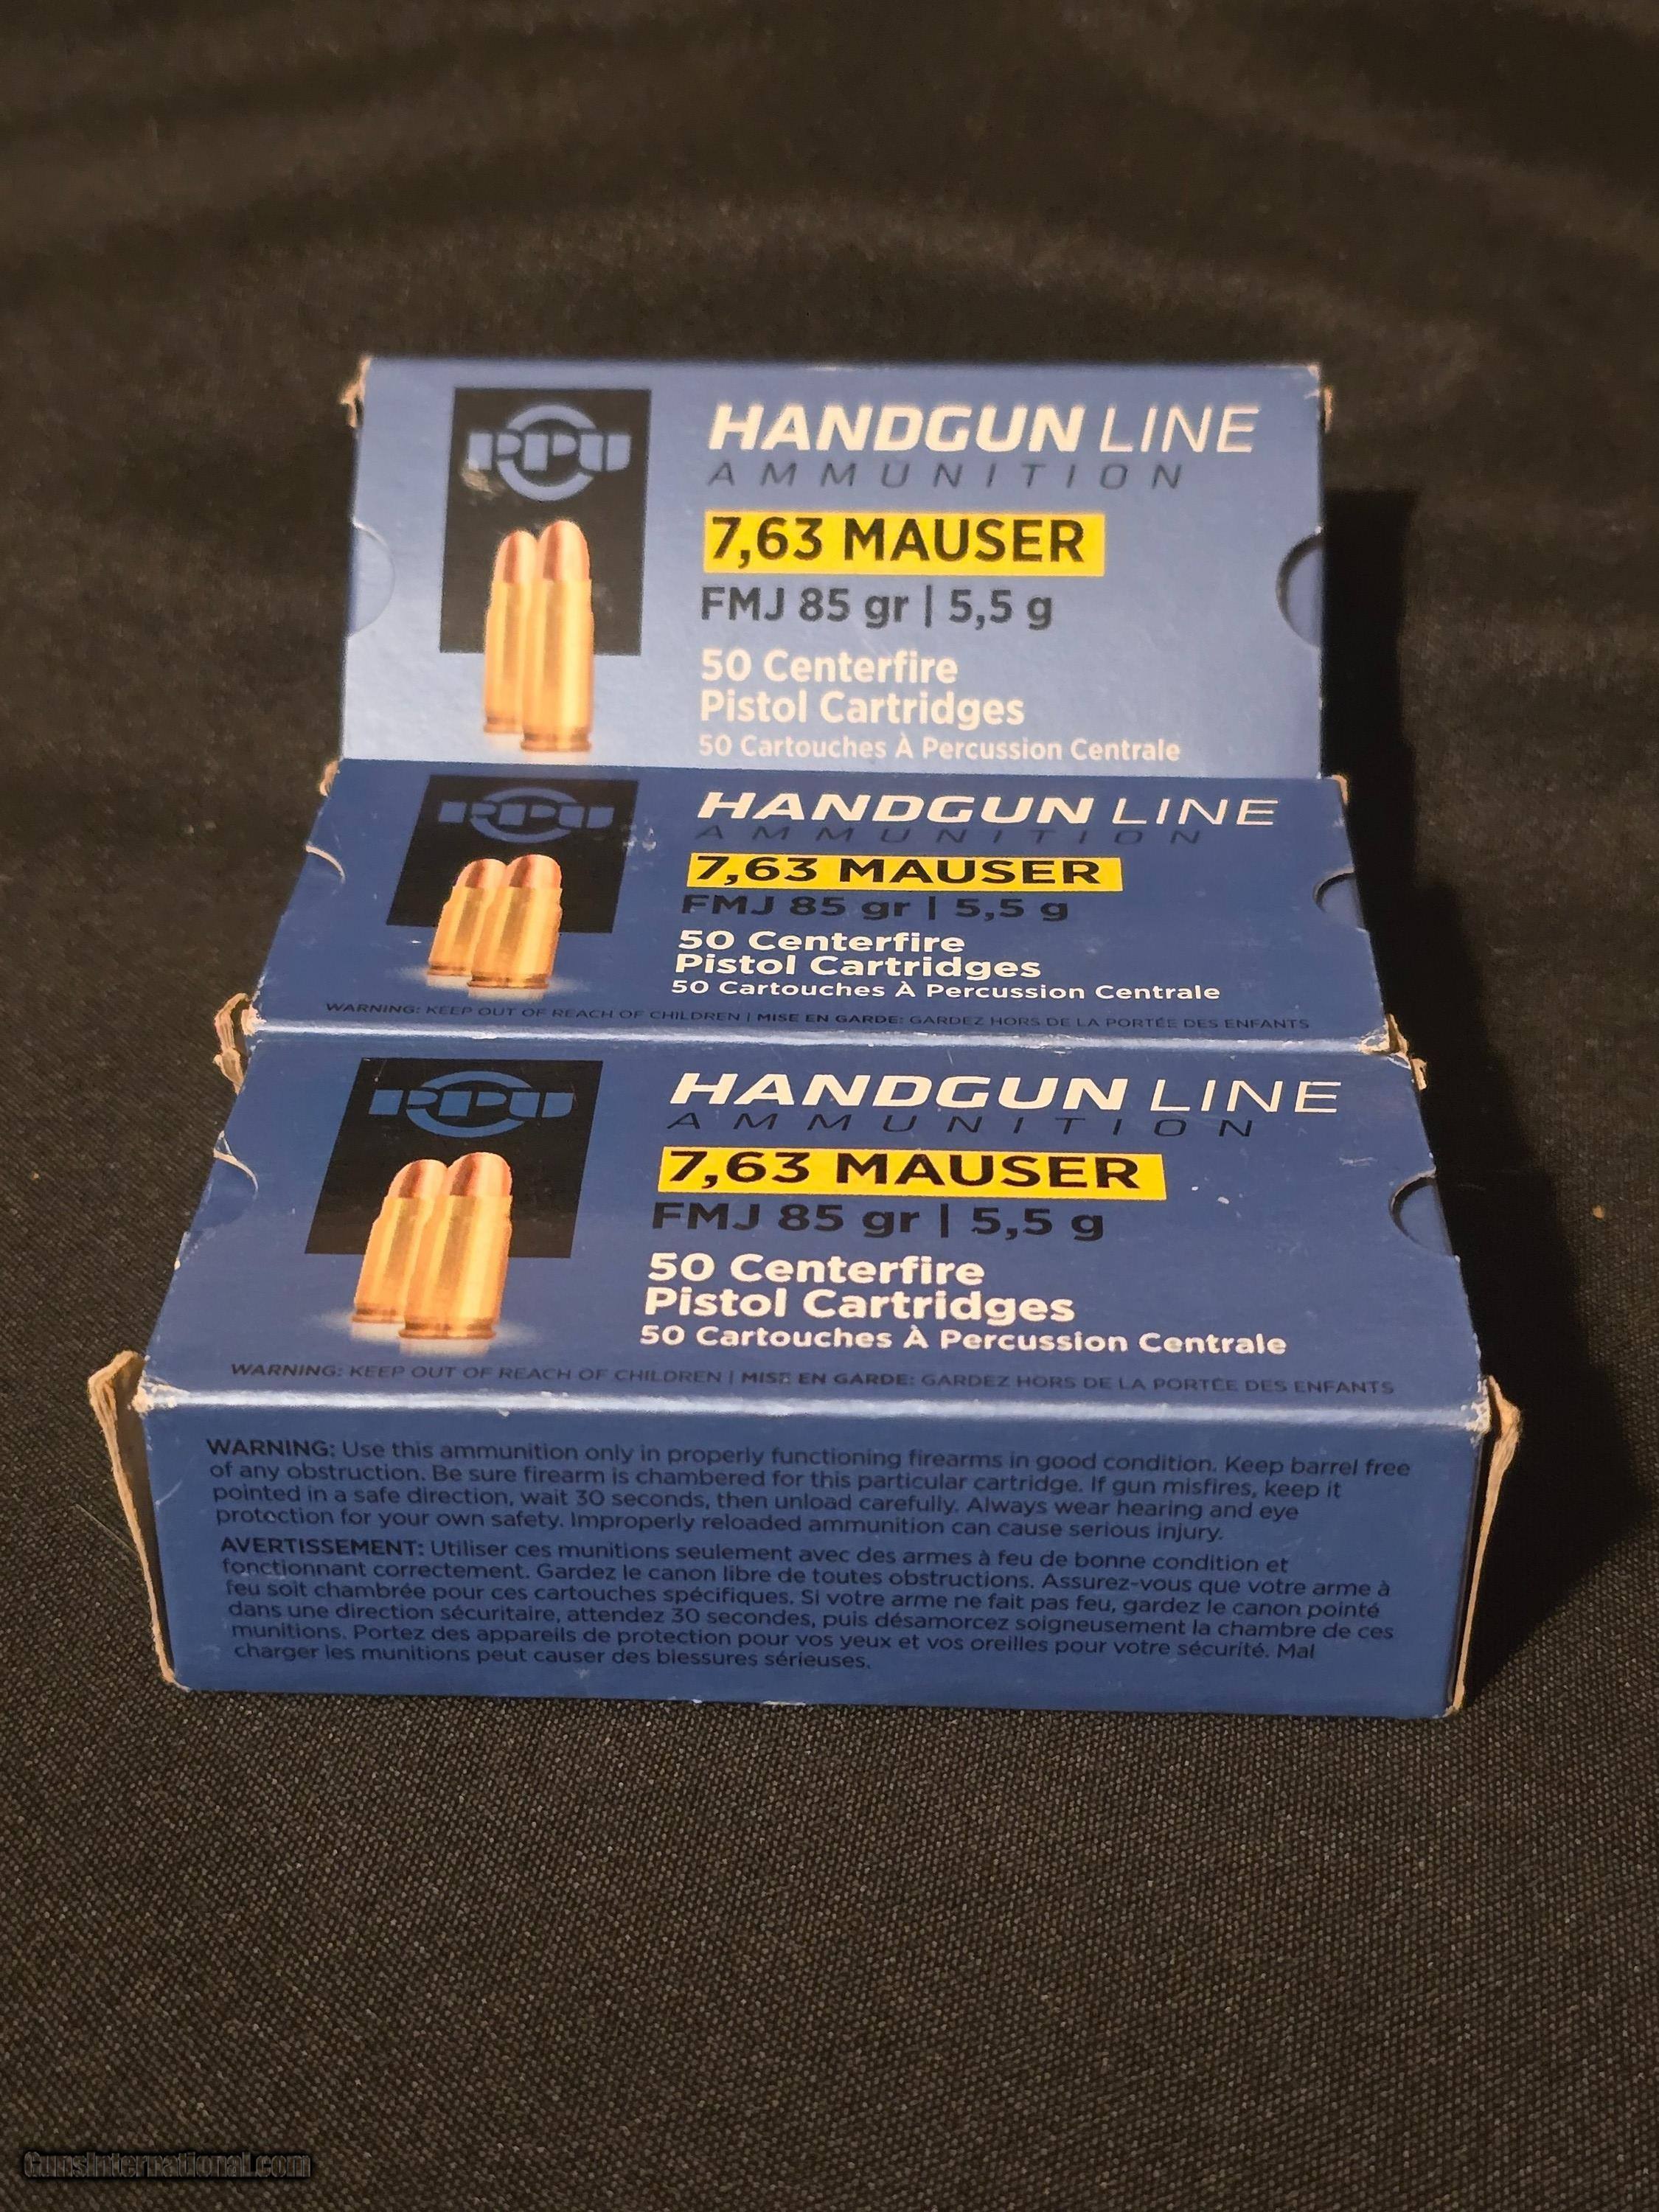 PPU
HANDGUN LINE
AMMUNITION
7,63 MAUSER
FMJ 85 gr | 5,5 g
50 Centerfire
Pistol Cartridges
50 Cartouches À Percussion Centrale
PPU
HANDGUN LINE
AMMUNITION
7,63 MAUSER
FMJ 85 gr | 5,5 g
50 Centerfire
Pistol Cartridges
50 Cartouches À Percussion Centrale
WARNING: KEEP OUT OF REACH OF CHILDREN | MISE EN GARDE: GARDEZ HORS DE LA PORTÉE DES ENFANTS
PPU
HANDGUN LINE
AMMUNITION
7,63 MAUSER
FMJ 85 gr | 5,5 g
50 Centerfire
Pistol Cartridges
50 Cartouches À Percussion Centrale
WARNING: KEEP OUT OF REACH OF CHILDREN | MISE EN GARDE: GARDEZ HORS DE LA PORTÉE DES ENFANTS
WARNING: Use this ammunition only in properly functioning firearms in good condition. Keep barrel free
of any obstruction. Be sure firearm is chambered for this particular cartridge. If gun misfires, keep it
pointed in a safe direction, wait 30 seconds, then unload carefully. Always wear hearing and eye
protection for your own safety. Improperly reloaded ammunition can cause serious injury.
AVERTISSEMENT: Utiliser ces munitions seulement avec des armes à feu de bonne condition et
fonctionnant correctement. Gardez le canon libre de toutes obstructions. Assurez-vous que votre arme à
feu soit chambrée pour ces cartouches spécifiques. Si votre arme ne fait pas feu, gardez le canon pointé
dans une direction sécuritaire, attendez 30 secondes, puis désamorcez soigneusement la chambre de ces
munitions. Portez des appareils de protection pour vos yeux et vos oreilles pour votre sécurité. Mal
charger les munitions peut causer des blessures sérieuses.
GunsInternational.com